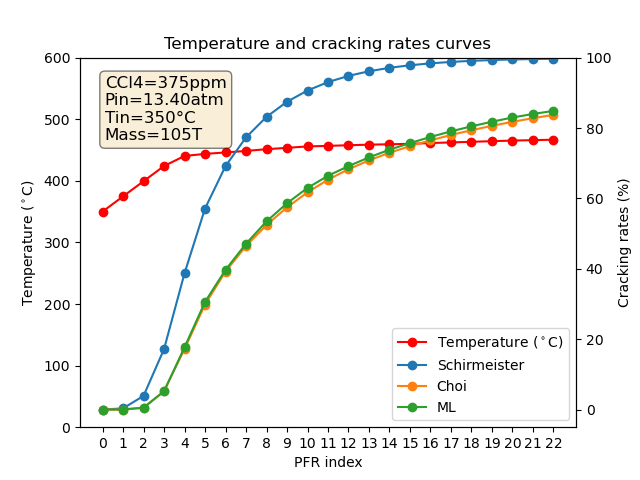 Temperature and cracking rates curves
CCl4=375ppm
Pin=13.40atm
Tin=350°C
Mass=105T
Temperature (°C)
600
500
400
300
200
100
0
100
80
60
40
20
0
Cracking rates (%)
Temperature (°C)
Schirmeister
Choi
ML
0 1 2 3 4 5 6 7 8 9 10 11 12 13 14 15 16 17 18 19 20 21 22
PFR index